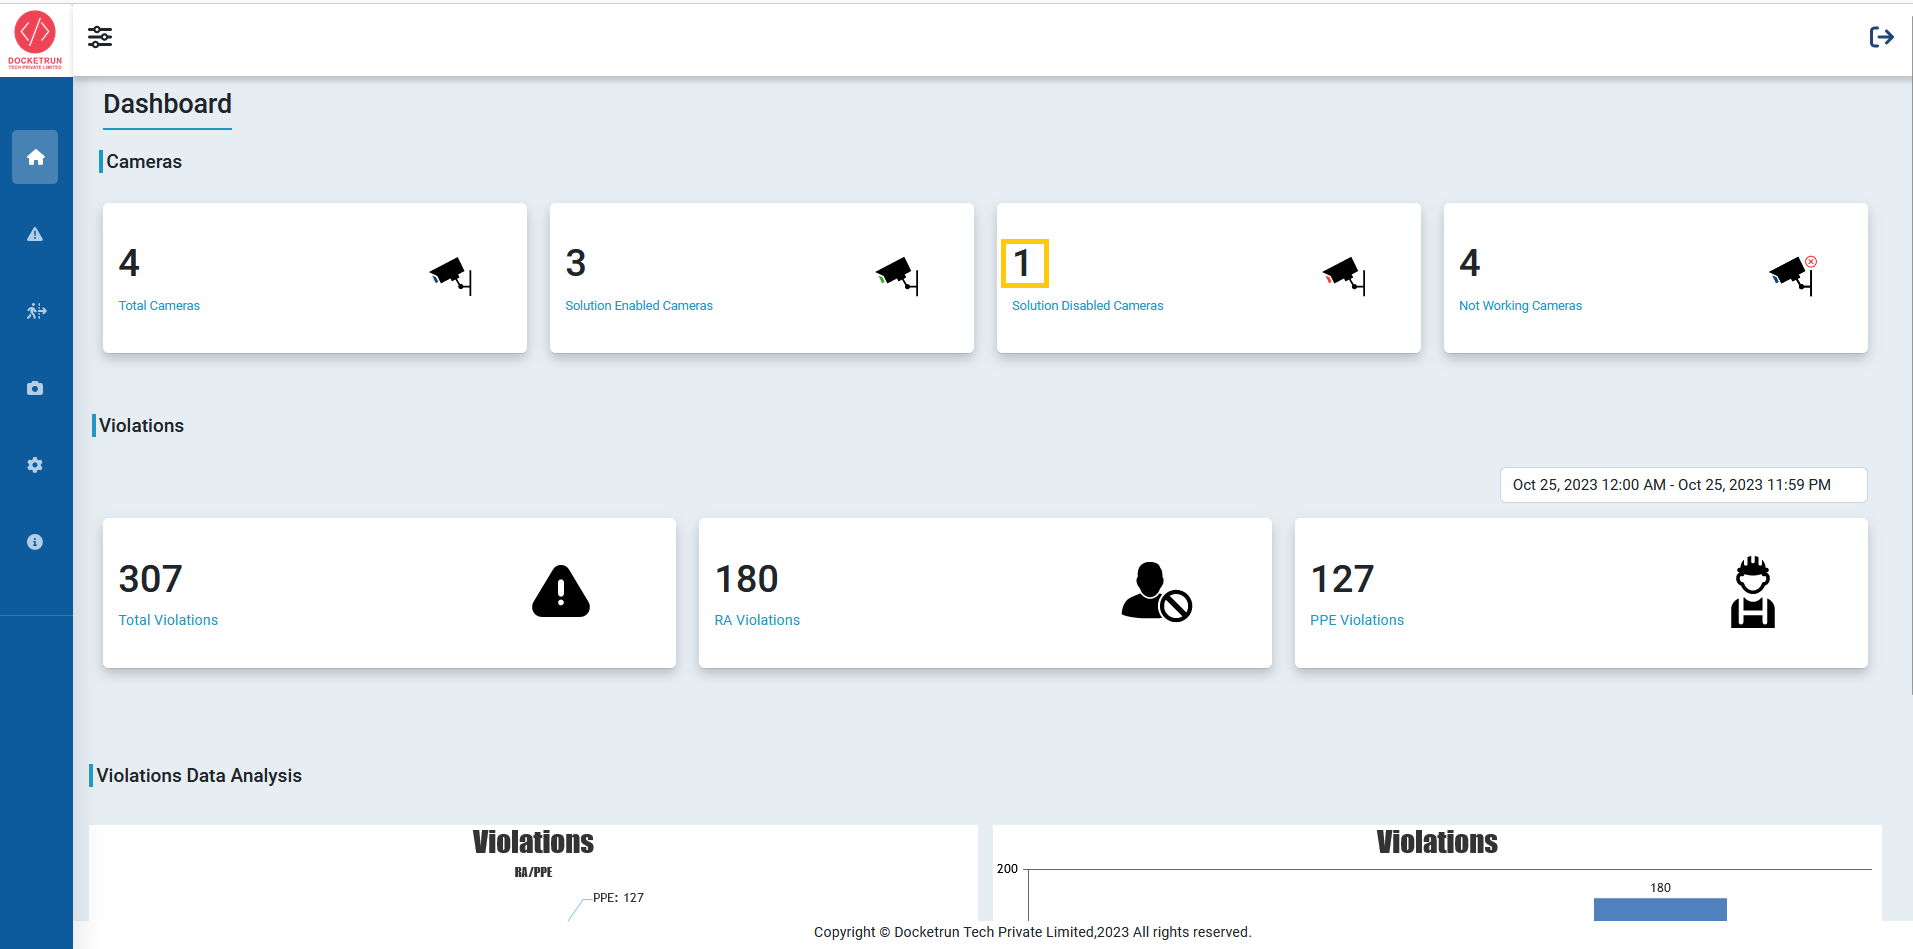 DOCKETRUN
TECH PRIVATE LIMITED
Dashboard
Cameras
4
Total Cameras
3
Solution Enabled Cameras
1
Solution Disabled Cameras
4
Not Working Cameras
Violations
Oct 25, 2023 12:00 AM - Oct 25, 2023 11:59 PM
307
Total Violations
180
RA Violations
127
PPE Violations
Violations Data Analysis
Violations
RA/PPE
PPE: 127
Violations
200
180
Copyright © Docketrun Tech Private Limited,2023 All rights reserved.